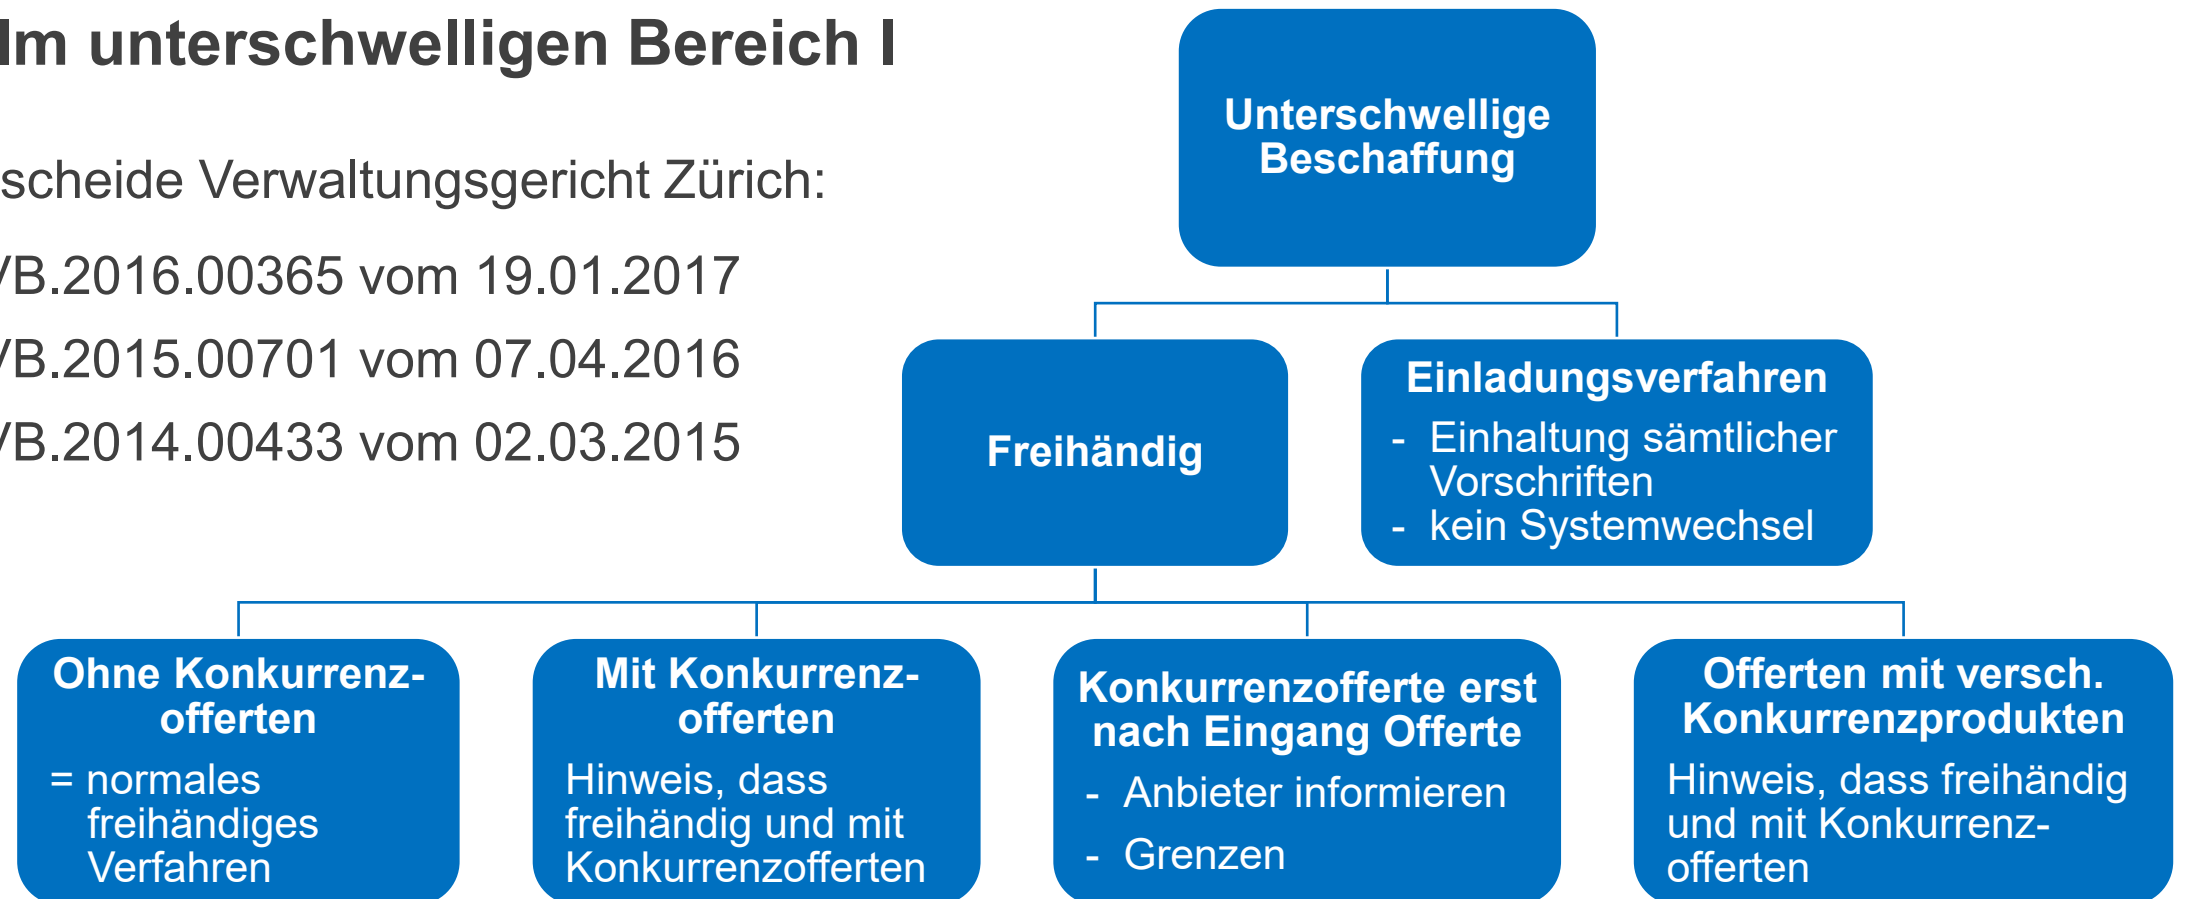 Im unterschwelligen Bereich I
scheide Verwaltungsgericht Zürich:
VB.2016.00365 vom 19.01.2017
VB.2015.00701 vom 07.04.2016
VB.2014.00433 vom 02.03.2015
Unterschwellige
Beschaffung
Freihändig
Einladungsverfahren
- Einhaltung sämtlicher
Vorschriften
- kein Systemwechsel
Ohne Konkurrenz-
offerten
= normales
freihändiges
Verfahren
Mit Konkurrenz-
offerten
Hinweis, dass
freihändig und mit
Konkurrenzofferten
Konkurrenzofferte erst
nach Eingang Offerte
- Anbieter informieren
- Grenzen
Offerten mit versch.
Konkurrenzprodukten
Hinweis, dass freihändig
und mit Konkurrenz-
offerten